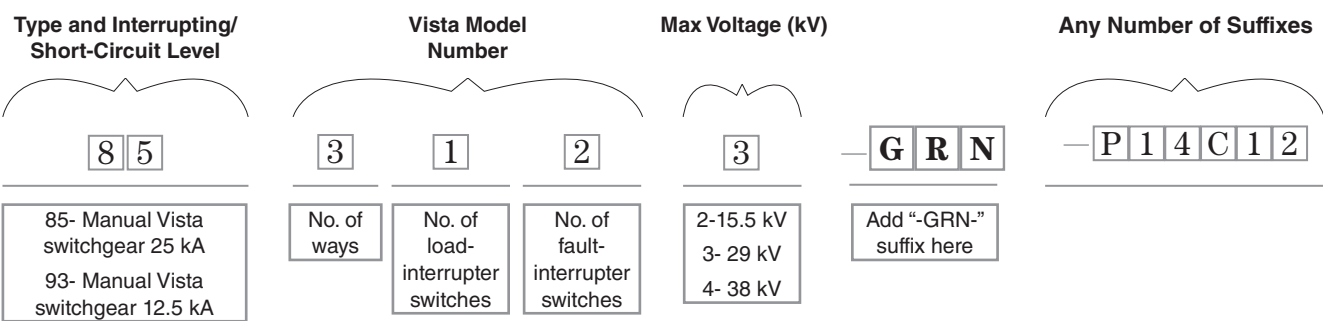 Type and Interrupting/
Short-Circuit Level
Vista Model
Number
Max Voltage (kV)
Any Number of Suffixes
8 5 3 1 2 3 –G R N –P 1 4 C 1 2
85- Manual Vista
switchgear 25 kA
93- Manual Vista
switchgear 12.5 kA
No. of
ways
No. of
load-
interrupter
switches
No. of
fault-
interrupter
switches
2-15.5 kV
3- 29 kV
4- 38 kV
Add “-GRN-”
suffix here